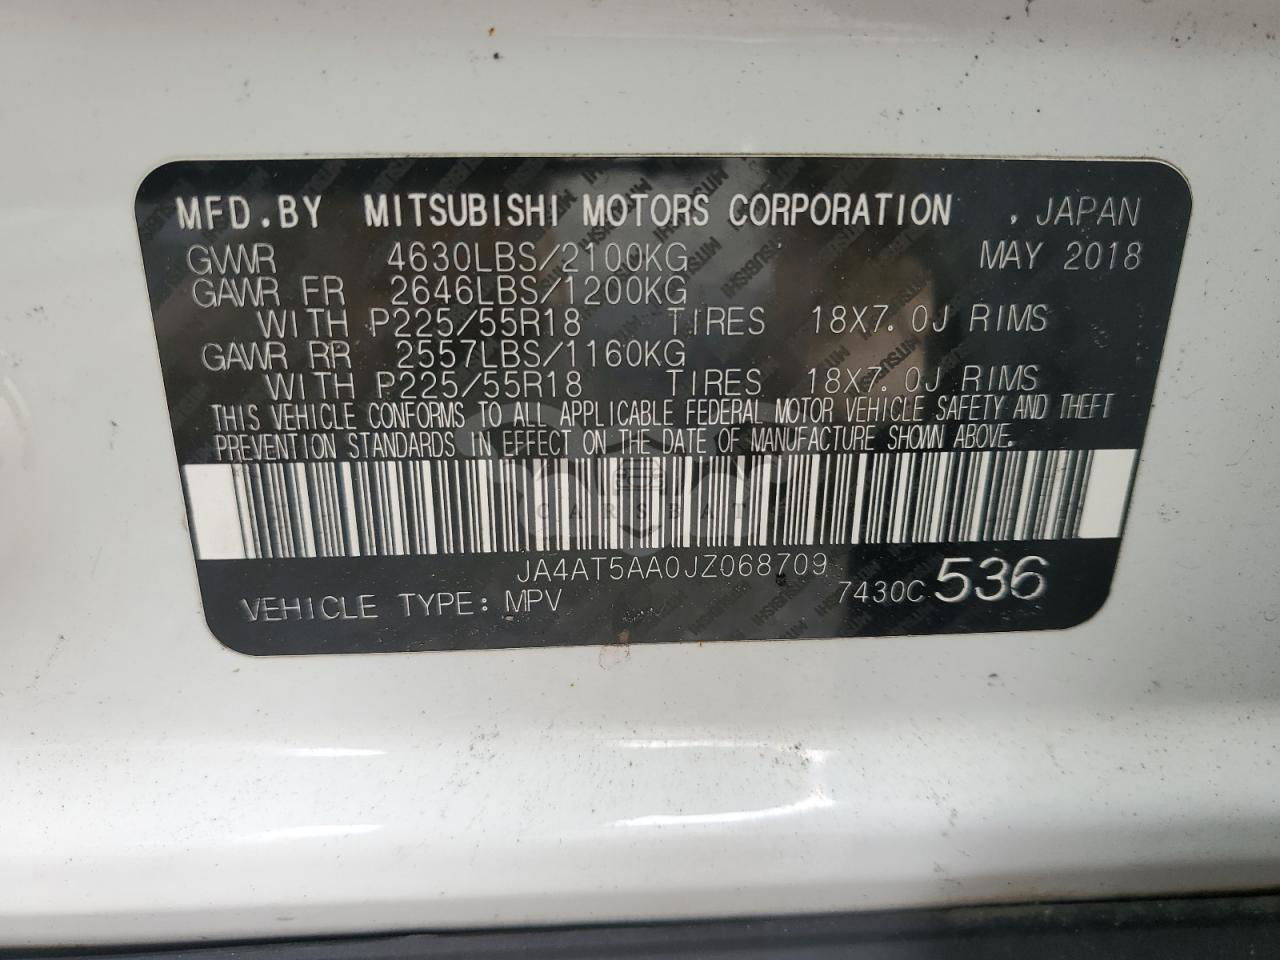 MFD.BY MITSUBISHI MOTORS CORPORATION , JAPAN
GVWR 4630LBS/2100KG MAY 2018
GAWR FR 2646LBS/1200KG
WITH P225/55R18 TIRES 18X7.0J RIMS
GAWR RR 2557LBS/1160KG
WITH P225/55R18 TIRES 18X7.0J RIMS
THIS VEHICLE CONFORMS TO ALL APPLICABLE FEDERAL MOTOR VEHICLE SAFETY AND THEFT
PREVENTION STANDARDS IN EFFECT ON THE DATE OF MANUFACTURE SHOWN ABOVE.
CARSBAT
JA4AT5AA0JZ068709
VEHICLE TYPE: MPV 7430C 536